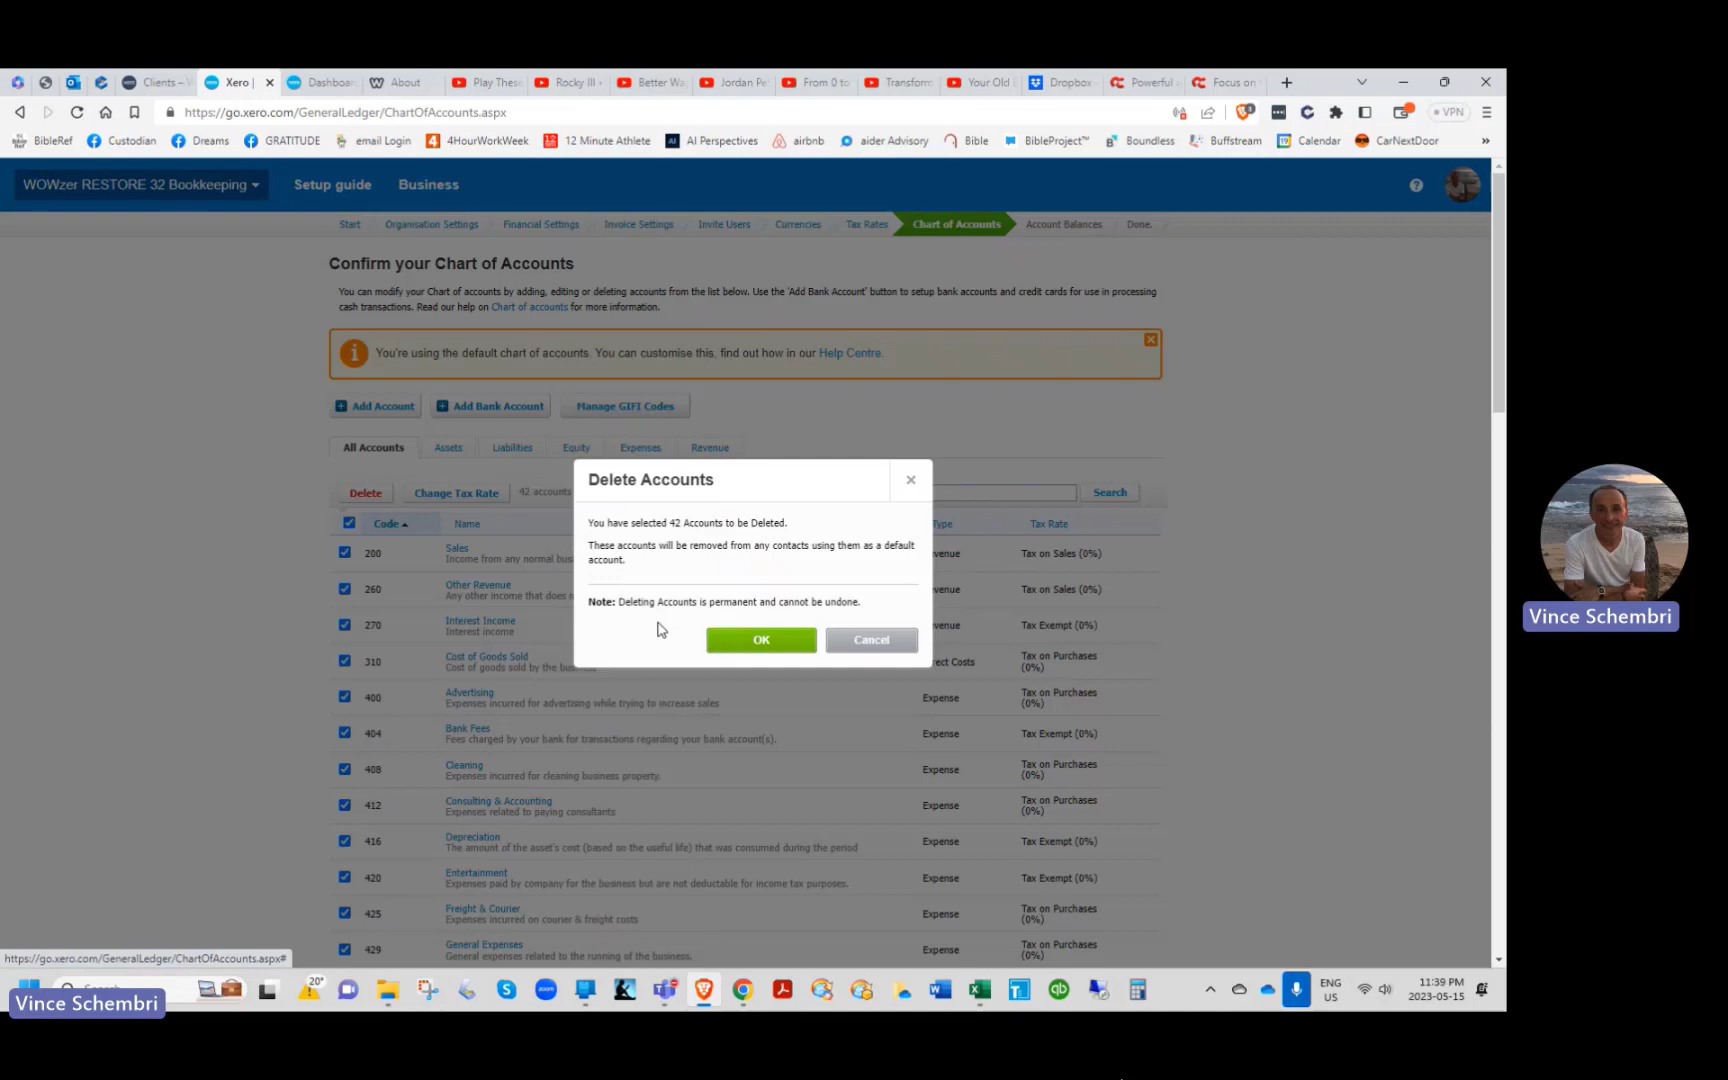 Clients –
Xero |
Dashboar
About
Play These
Rocky III
Better Wa
Jordan Pe
From 0 to
Transform
Your Old
Dropbox
Powerful
Focus on
https://go.xero.com/GeneralLedger/ChartOfAccounts.aspx
VPN
BibleRef
Custodian
Dreams
GRATITUDE
email Login
4HourWorkWeek
12 Minute Athlete
AI Perspectives
airbnb
aider Advisory
Bible
BibleProject™
Boundless
Buffstream
Calendar
CarNextDoor
»
WOWzer RESTORE 32 Bookkeeping
Setup guide
Business
Start
Organisation Settings
Financial Settings
Invoice Settings
Invite Users
Currencies
Tax Rates
Chart of Accounts
Account Balances
Done.
Confirm your Chart of Accounts
You can modify your Chart of accounts by adding, editing or deleting accounts from the list below. Use the 'Add Bank Account' button to setup bank accounts and credit cards for use in processing
cash transactions. Read our help on Chart of accounts for more information.
You're using the default chart of accounts. You can customise this, find out how in our Help Centre.
Add Account
Add Bank Account
Manage GIFI Codes
All Accounts
Assets
Liabilities
Equity
Expenses
Revenue
Delete
Change Tax Rate
42 accounts
Search
Code
Name
Type
Tax Rate
200
Sales
Income from any normal bus
venue
Tax on Sales (0%)
260
Other Revenue
Any other income that does n
venue
Tax on Sales (0%)
270
Interest Income
Interest income
venue
Tax Exempt (0%)
310
Cost of Goods Sold
Cost of goods sold by the business
rect Costs
Tax on Purchases
(0%)
400
Advertising
Expenses incurred for advertising while trying to increase sales
Expense
Tax on Purchases
(0%)
404
Bank Fees
Fees charged by your bank for transactions regarding your bank account(s).
Expense
Tax Exempt (0%)
408
Cleaning
Expenses incurred for cleaning business property.
Expense
Tax on Purchases
(0%)
412
Consulting & Accounting
Expenses related to paying consultants
Expense
Tax on Purchases
(0%)
416
Depreciation
The amount of the asset's cost (based on the useful life) that was consumed during the period
Expense
Tax Exempt (0%)
420
Entertainment
Expenses paid by company for the business but are not deductable for income tax purposes.
Expense
Tax Exempt (0%)
425
Freight & Courier
Expenses incurred on courier & freight costs
Expense
Tax on Purchases
(0%)
429
General Expenses
General expenses related to the running of the business.
Expense
Tax on Purchases
(0%)
Delete Accounts
You have selected 42 Accounts to be Deleted.
These accounts will be removed from any contacts using them as a default
account.
Note: Deleting Accounts is permanent and cannot be undone.
OK
Cancel
Vince Schembri
https://go.xero.com/GeneralLedger/ChartOfAccounts.aspx#
20°
ENG
US
11:39 PM
2023-05-15
Vince Schembri